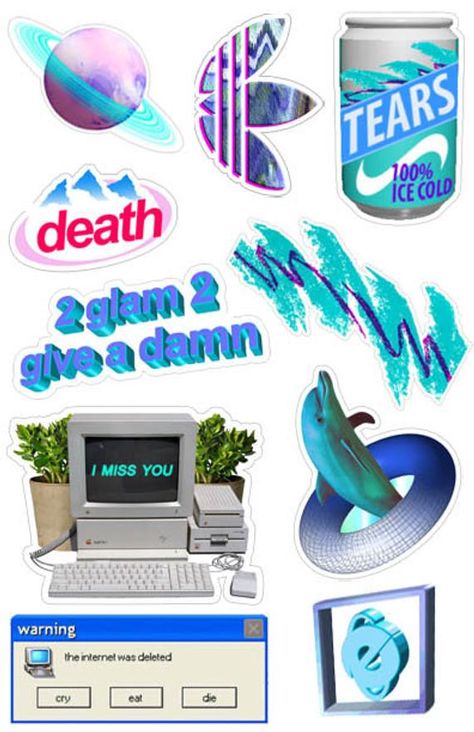 TEARS
100%
ICE COLD
death
2 glam 2
give a damn
I MISS YOU
warning
the internet was deleted
cry
eat
die
e